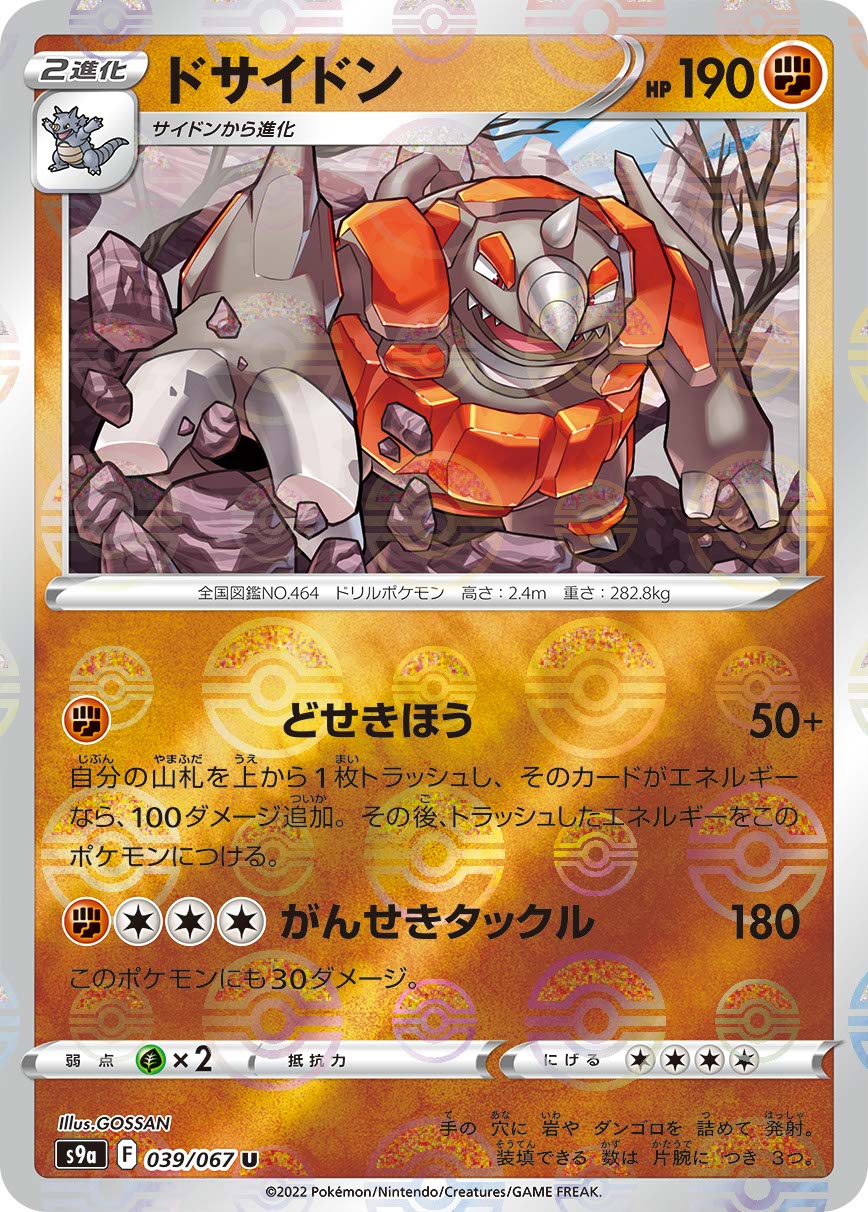 2進化
ドサイドン
HP 190
サイドンから進化
全国図鑑NO.464 ドリルポケモン 高さ:2.4m 重さ:282.8kg
どせきほう 50+
自分の山札を上から1枚トラッシュし、そのカードがエネルギー
なら、100ダメージ追加。その後、トラッシュしたエネルギーをこの
ポケモンにつける。
がんせきタックル 180
このポケモンにも30ダメージ。
弱点 ×2 抵抗力 にげる
Illus.GOSSAN
手の 穴に 岩や ダンゴロを 詰めて 発射。
装填できる 数は 片腕に つき 3つ。
s9a F 039/067 U
©2022 Pokémon/Nintendo/Creatures/GAME FREAK.